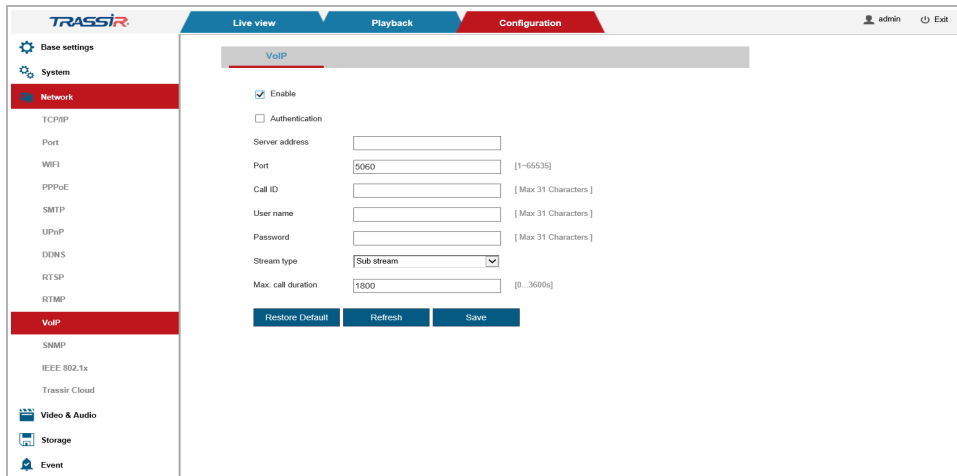 TRASSIR
Live view
Playback
Configuration
admin
Exit
Base settings
System
Network
TCP/IP
Port
WIFI
PPPoE
SMTP
UPnP
DDNS
RTSP
RTMP
VoIP
SNMP
IEEE 802.1x
Trassir Cloud
Video & Audio
Storage
Event
VoIP
Enable
Authentication
Server address
Port 5060 [1~65535]
Call ID [ Max 31 Characters ]
User name [ Max 31 Characters ]
Password [ Max 31 Characters ]
Stream type Sub stream
Max. call duration 1800 [0...3600s]
Restore Default Refresh Save